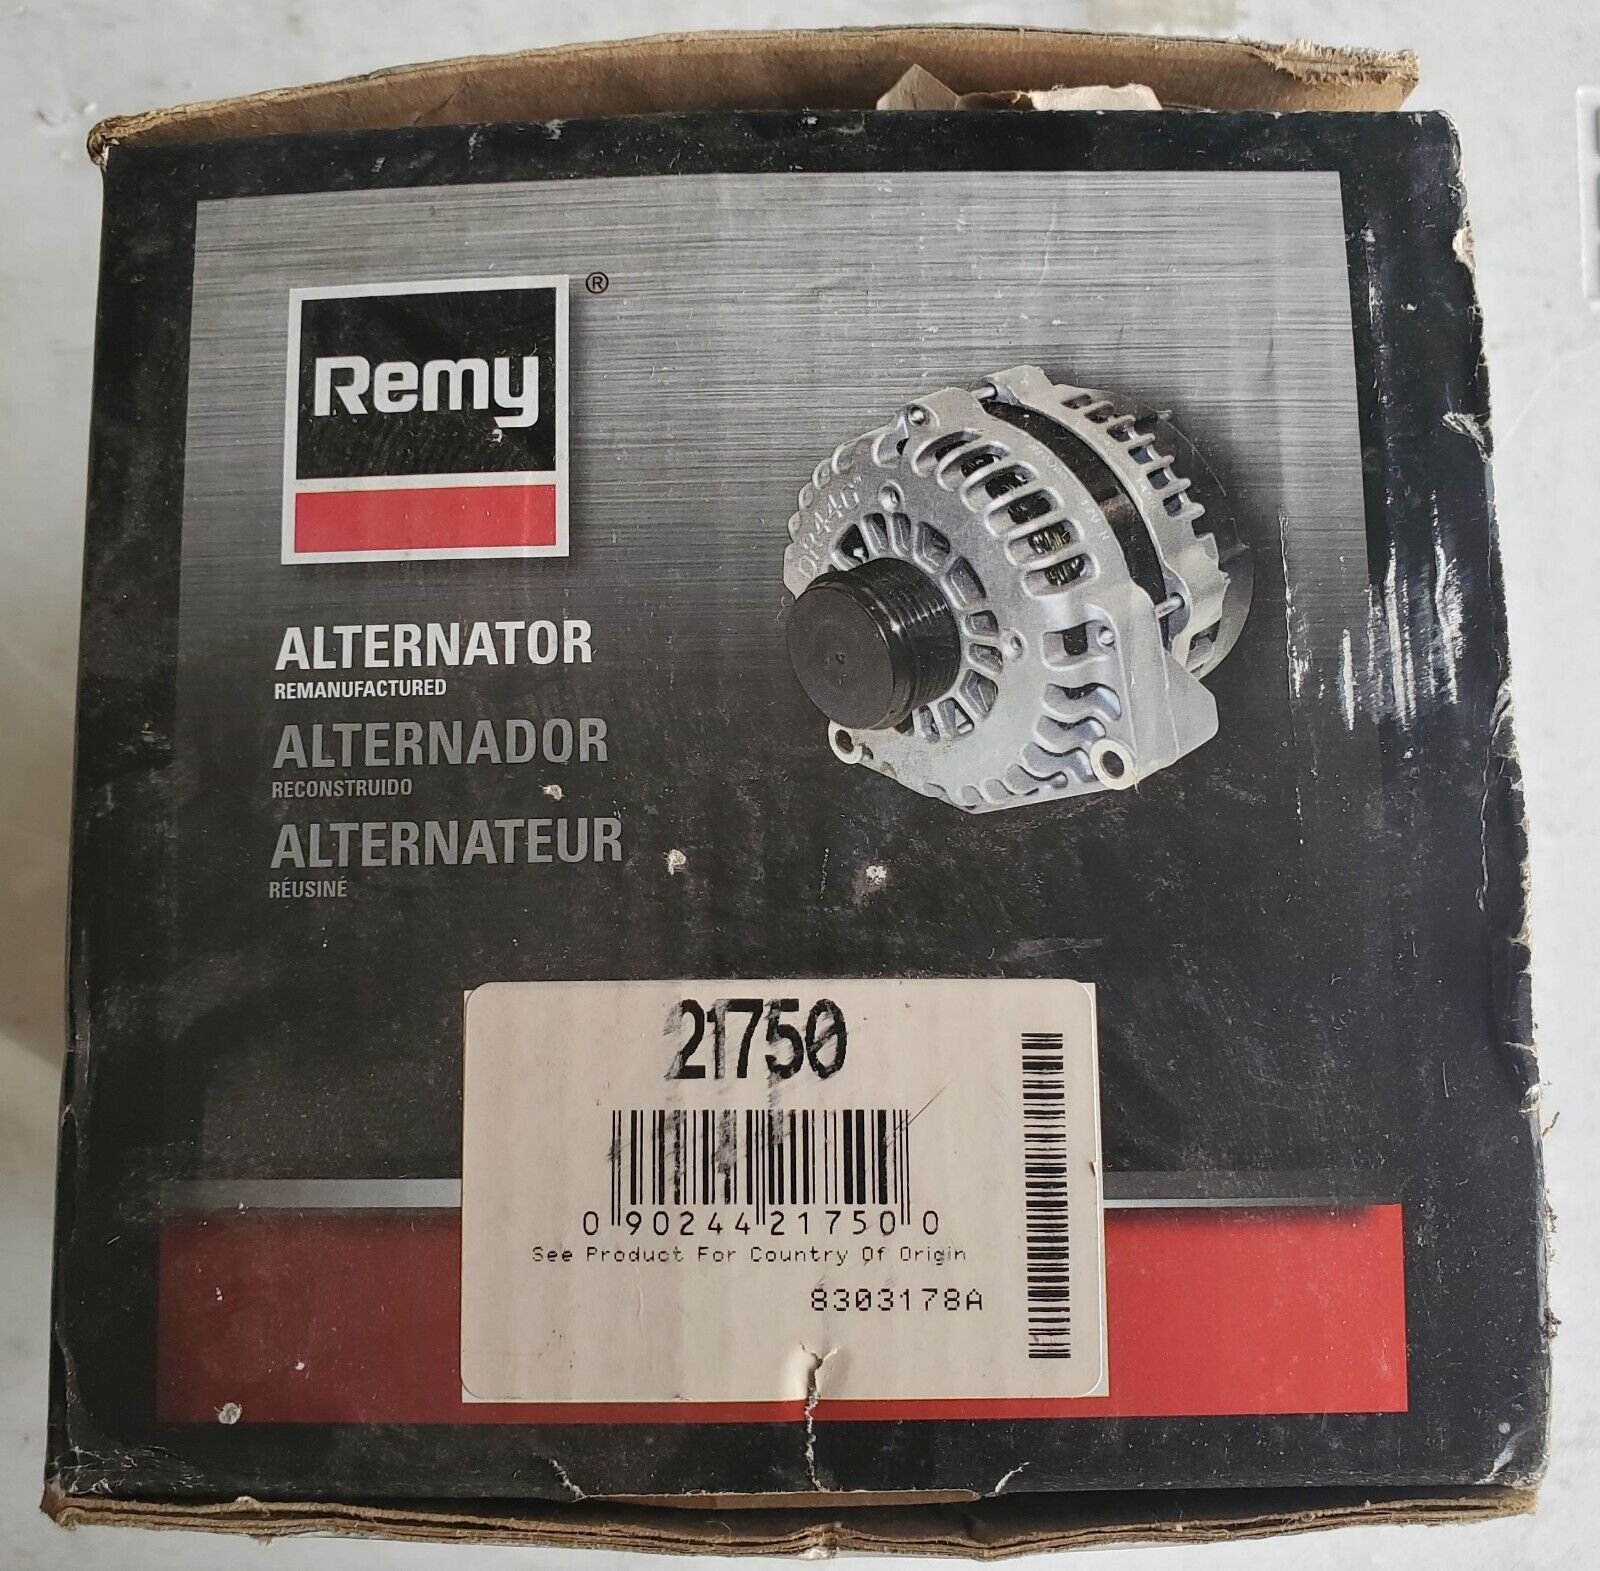 Remy
®
ALTERNATOR
REMANUFACTURED
ALTERNADOR
RECONSTRUIDO
ALTERNATEUR
RÉUSINÉ
DR44G™
21750
0 90244 21750 0
See Product For Country Of Origin
8303178A